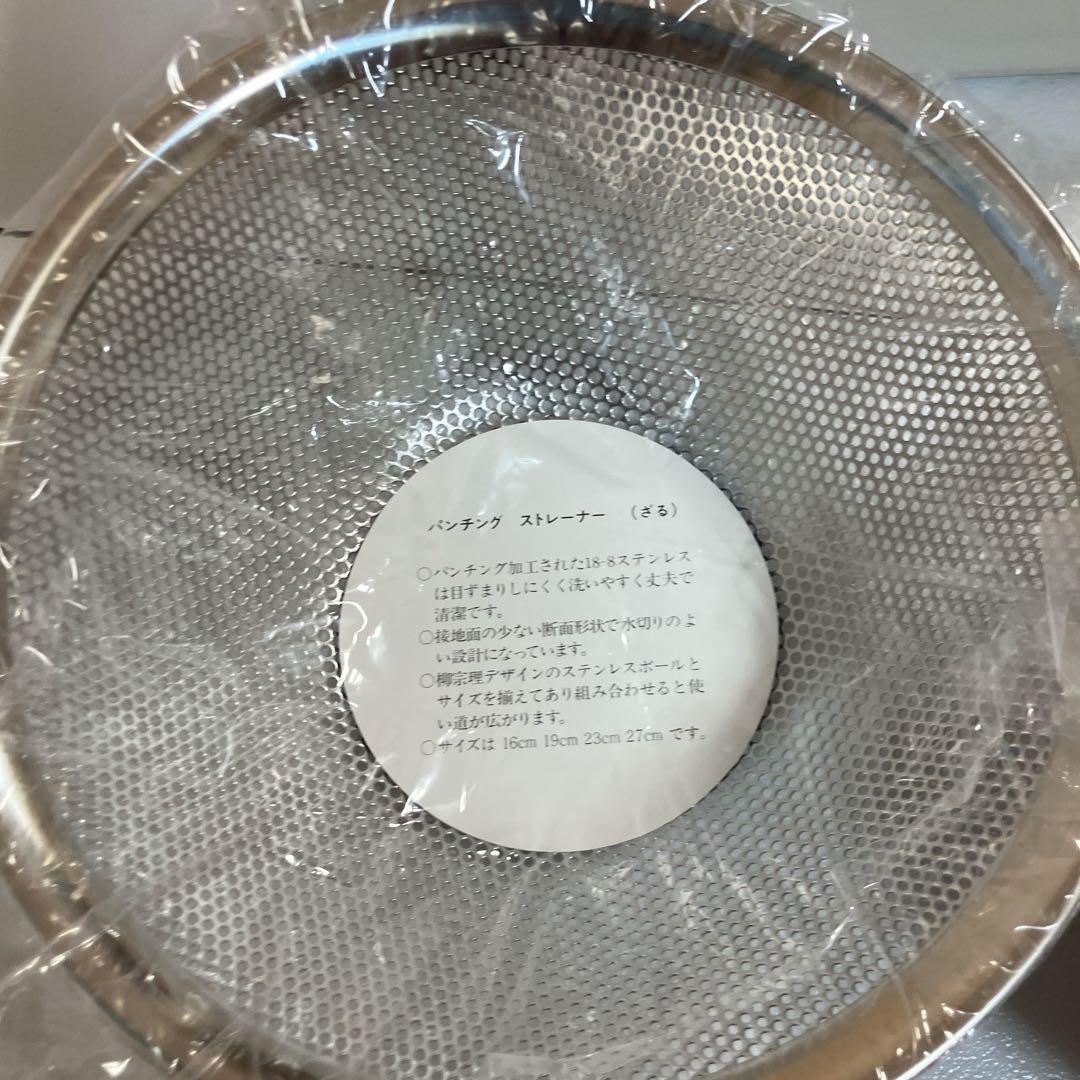 パンチング ストレーナー （ざる）
○パンチング加工された18-8ステンレス
は目ずまりしにくく洗いやすく丈夫で
清潔です。
○接地面の少ない断面形状で水切りのよ
い設計になっています。
○柳宗理デザインのステンレスボールと
サイズを揃えてあり組み合わせると使
い道が広がります。
○サイズは 16cm 19cm 23cm 27cm です。